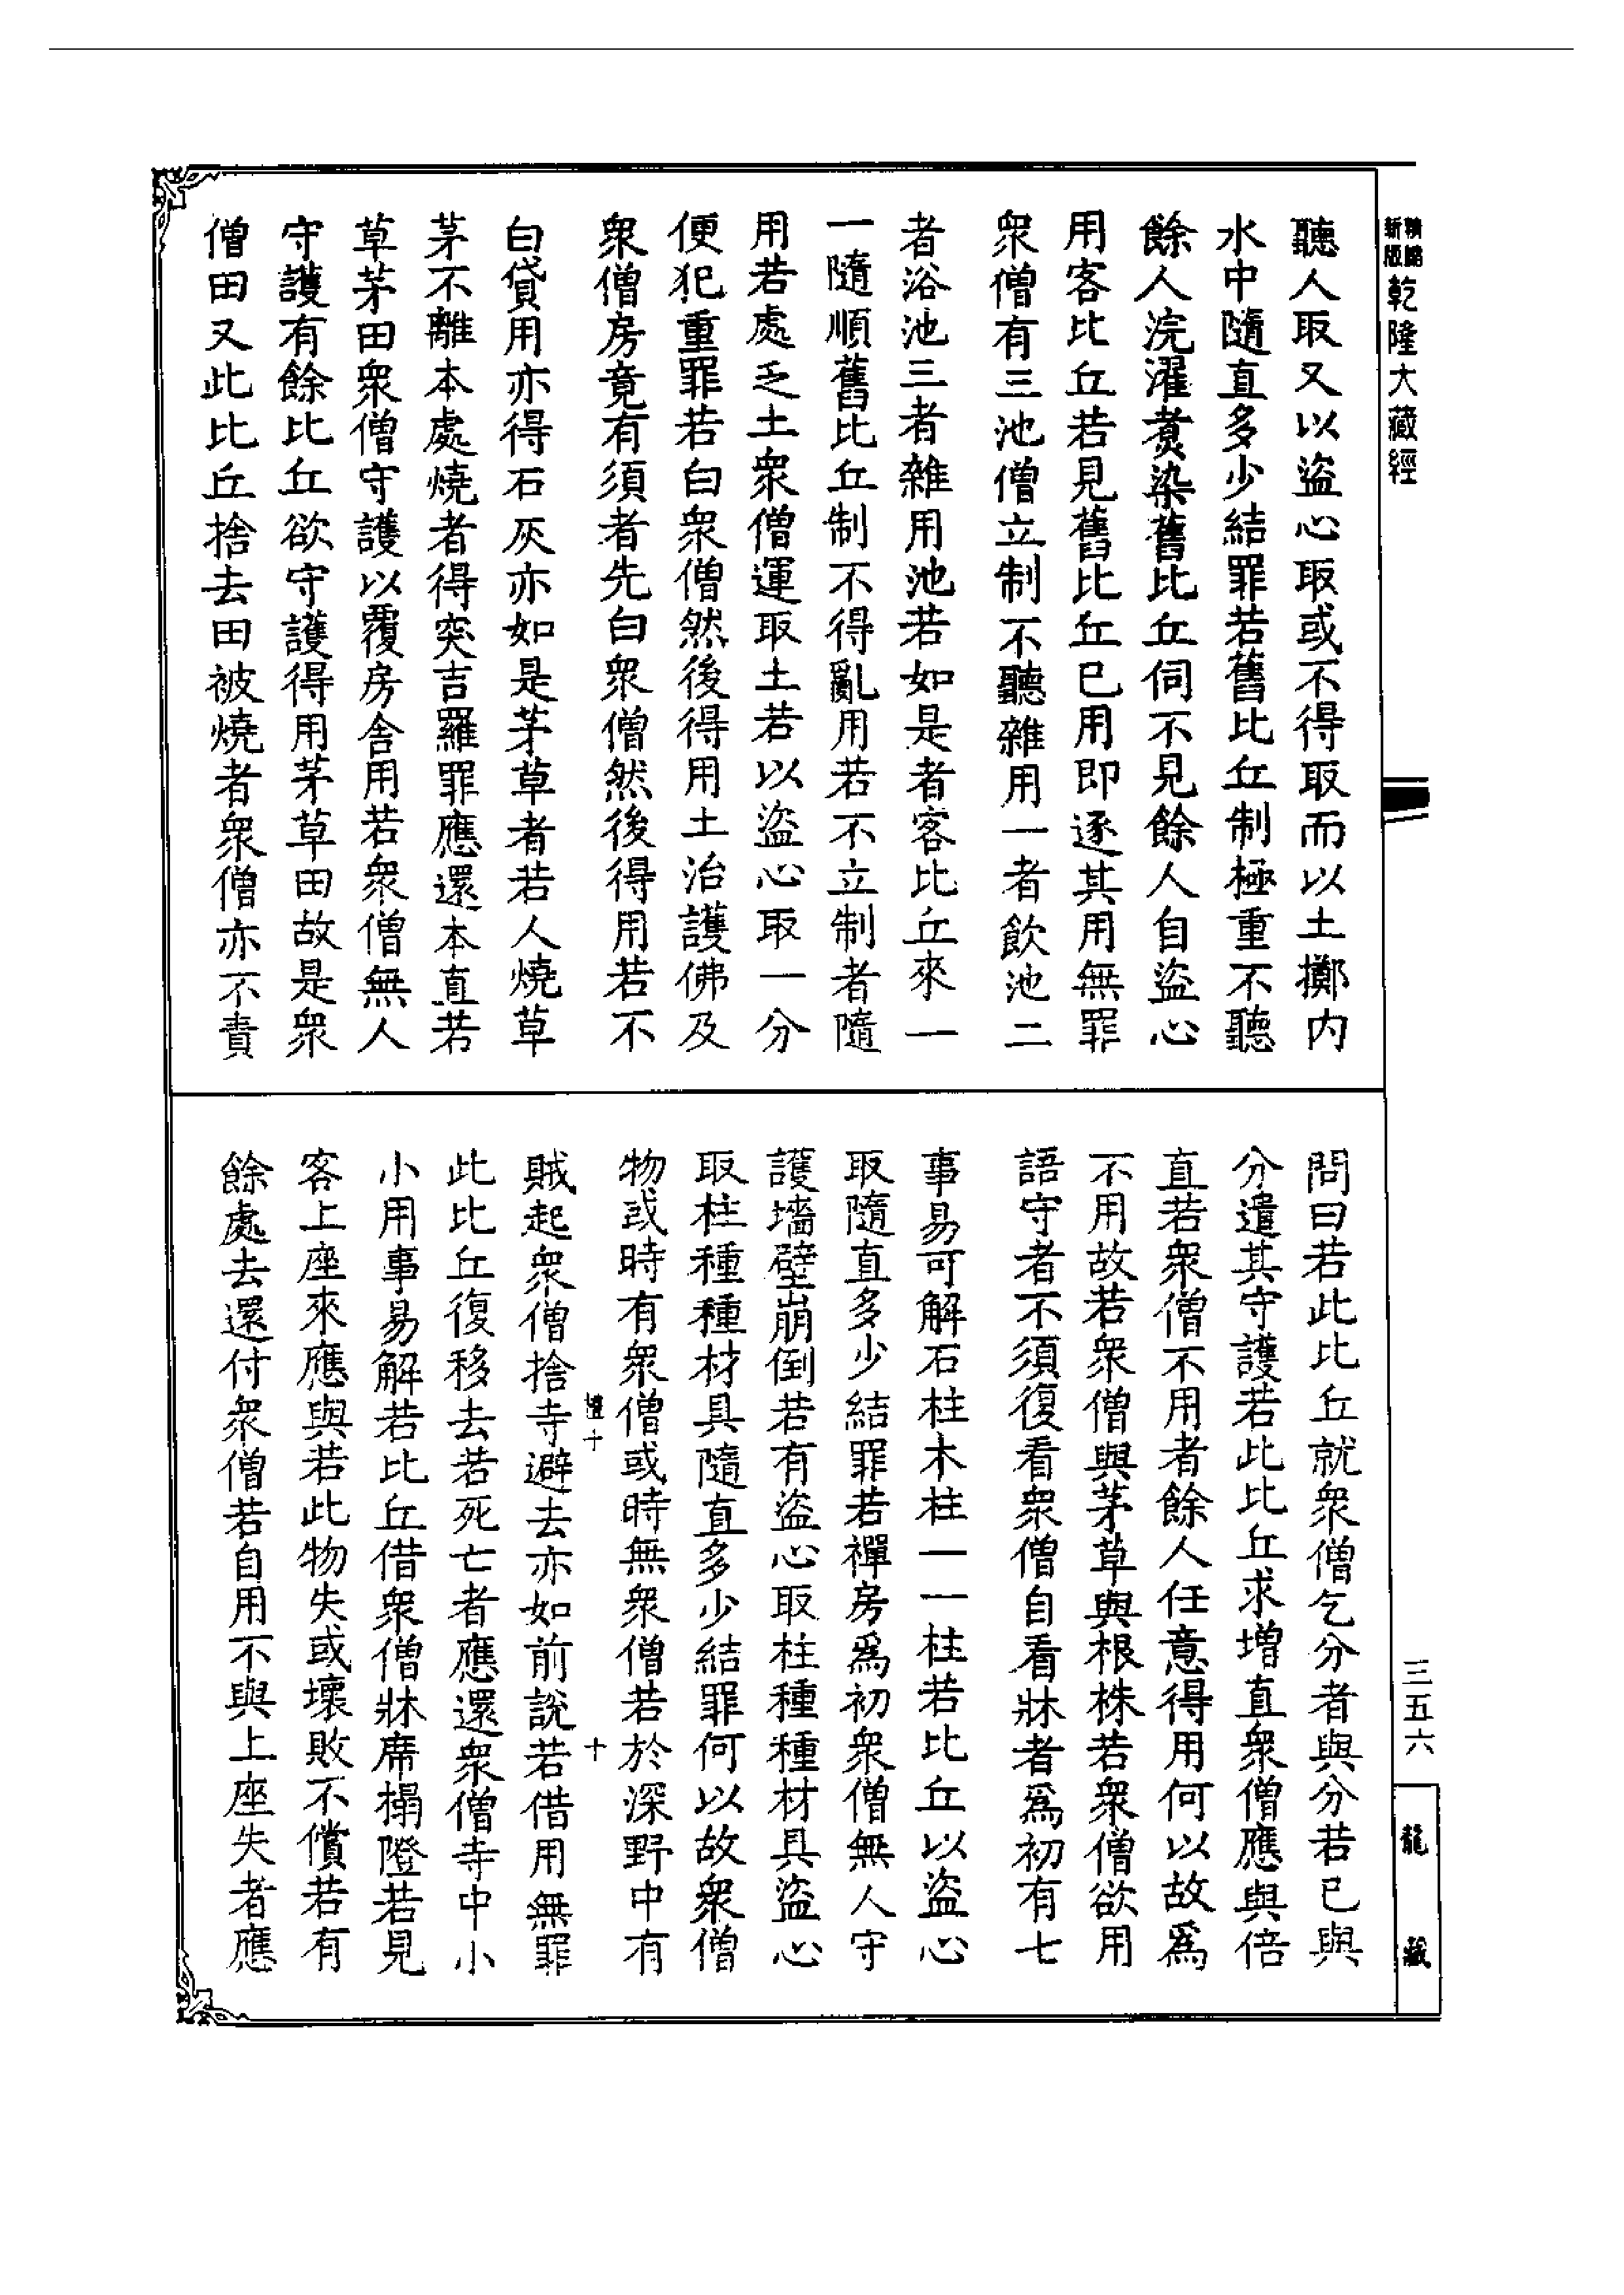 精縮新版
乾隆大藏經
聽人取又以盜心取或不得取而以土擲内
水中隨直多少結罪若舊比丘制極重不聽
餘人浣濯煑染舊比丘伺不見餘人自盜心
用客比丘若見舊比丘已用即逐其用無罪
衆僧有三池僧立制不聽雜用一者飲池二
者浴池三者雜用池若如是者客比丘來一
一隨順舊比丘制不得亂用若不立制者隨
用若處乏土衆僧運取土若以盜心取一分
便犯重罪若白衆僧然後得用土治護佛及
衆僧房竟有須者先白衆僧然後得用若不
白貸用亦得石灰亦如是茅草者若人燒草
茅不離本處燒者得突吉羅罪應還本直若
草茅田衆僧守護以覆房舍用若衆僧無人
守護有餘比丘欲守護得用茅草田故是衆
僧田又此比丘捨去田被燒者衆僧亦不責
問曰若此比丘就衆僧乞分者與分若已與
分遣其守護若此比丘求增直衆僧應與倍
直若衆僧不用者餘人任意得用何以故爲
不用故若衆僧與茅草與根株若衆僧欲用
語守者不須復看衆僧自看牀者爲初有七
事易可解石柱木柱一一柱若比丘以盜心
取隨直多少結罪若禪房爲初衆僧無人守
護墻壁崩倒若有盜心取柱種種材具盜心
取柱種種材具隨直多少結罪何以故衆僧
物或時有衆僧或時無衆僧若於深野中有
賊起衆僧捨寺避去亦如前説若借用無罪
此比丘復移去若死亡者應還衆僧寺中小
小用事易解若比丘借衆僧牀席榻隥若見
客上座來應與若此物失或壞敗不償若有
餘處去還付衆僧若自用不與上座失者應
禮十
十
三五六
龍藏